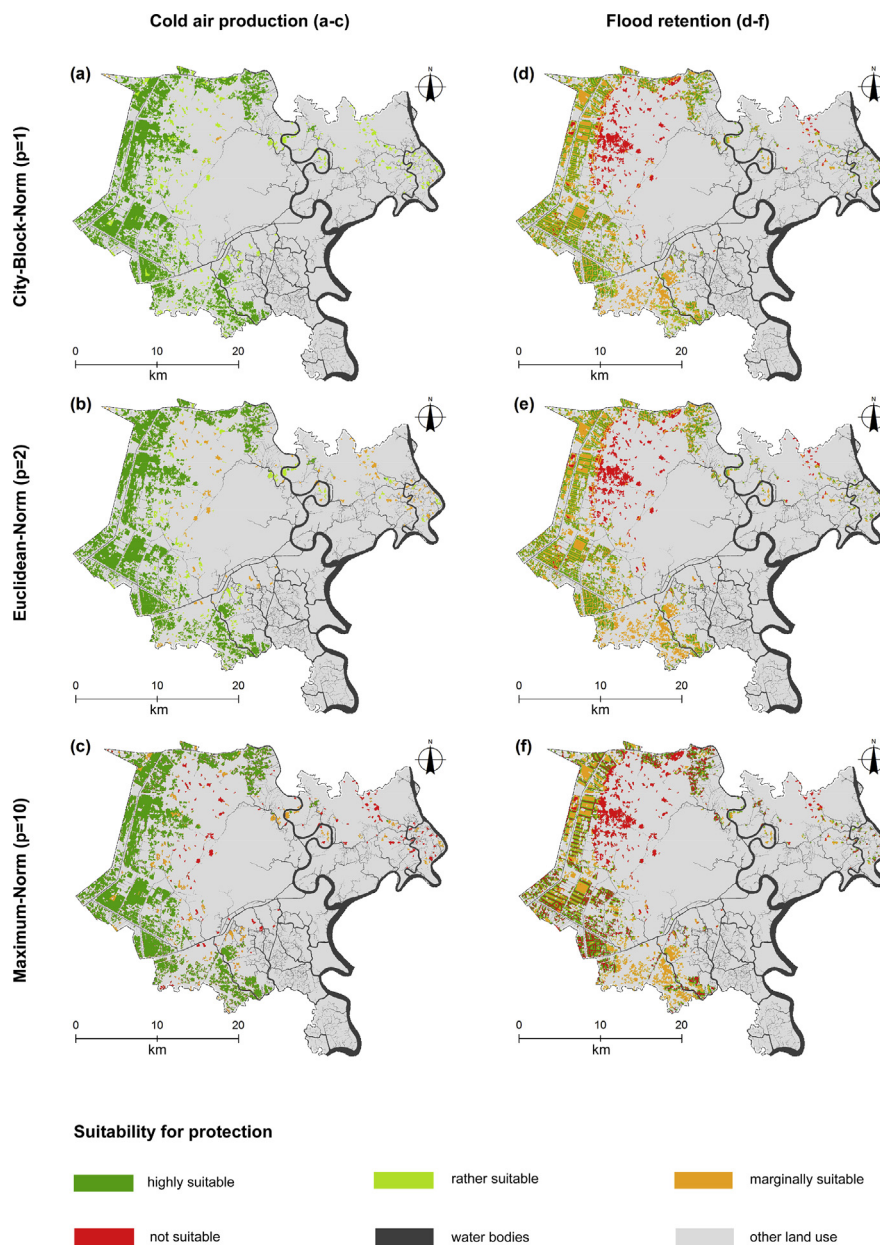 Cold air production (a-c)
Flood retention (d-f)
City-Block-Norm (p=1)
(a)
N
0
10
20
km
(d)
N
0
10
20
km
Euclidean-Norm (p=2)
(b)
N
0
10
20
km
(e)
N
0
10
20
km
Maximum-Norm (p=10)
(c)
N
0
10
20
km
(f)
N
0
10
20
km
Suitability for protection
highly suitable
rather suitable
marginally suitable
not suitable
water bodies
other land use